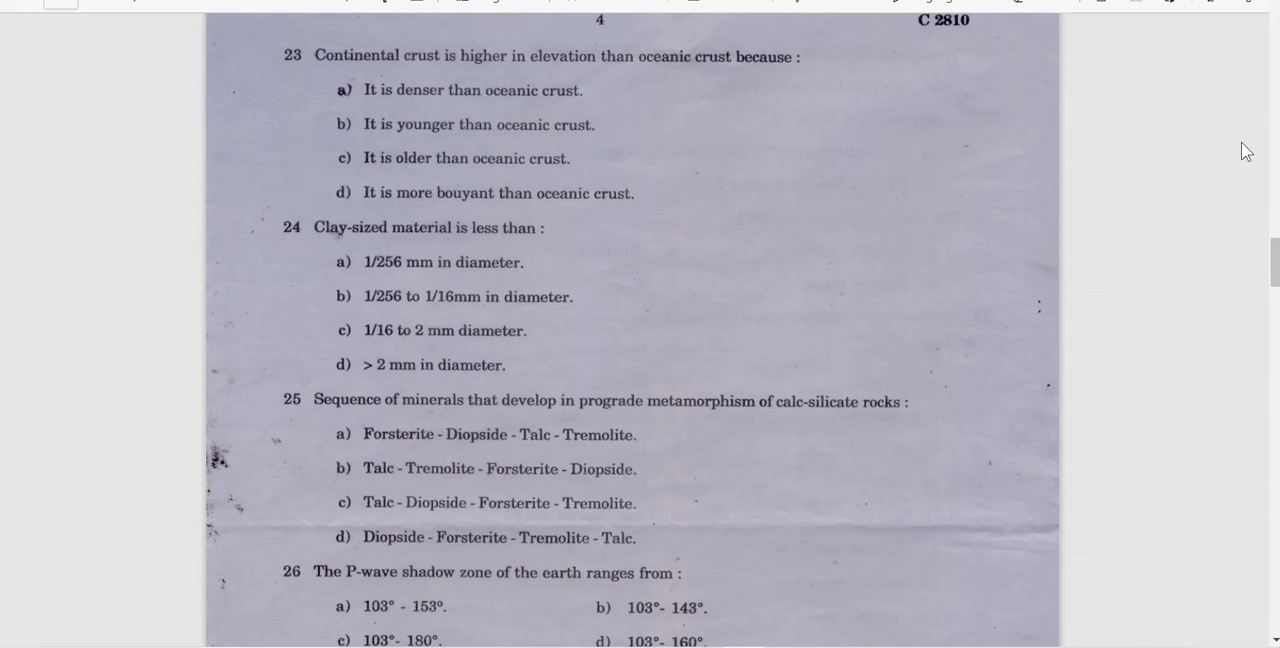 4 C 2810
23 Continental crust is higher in elevation than oceanic crust because :
a) It is denser than oceanic crust.
b) It is younger than oceanic crust.
c) It is older than oceanic crust.
d) It is more bouyant than oceanic crust.
24 Clay-sized material is less than :
a) 1/256 mm in diameter.
b) 1/256 to 1/16mm in diameter.
c) 1/16 to 2 mm diameter.
d) > 2 mm in diameter.
25 Sequence of minerals that develop in prograde metamorphism of calc-silicate rocks :
a) Forsterite - Diopside - Talc - Tremolite.
b) Talc - Tremolite - Forsterite - Diopside.
c) Talc - Diopside - Forsterite - Tremolite.
d) Diopside - Forsterite - Tremolite - Talc.
26 The P-wave shadow zone of the earth ranges from :
a) 103° - 153°. b) 103°- 143°.
c) 103°- 180°. d) 103°- 160°.